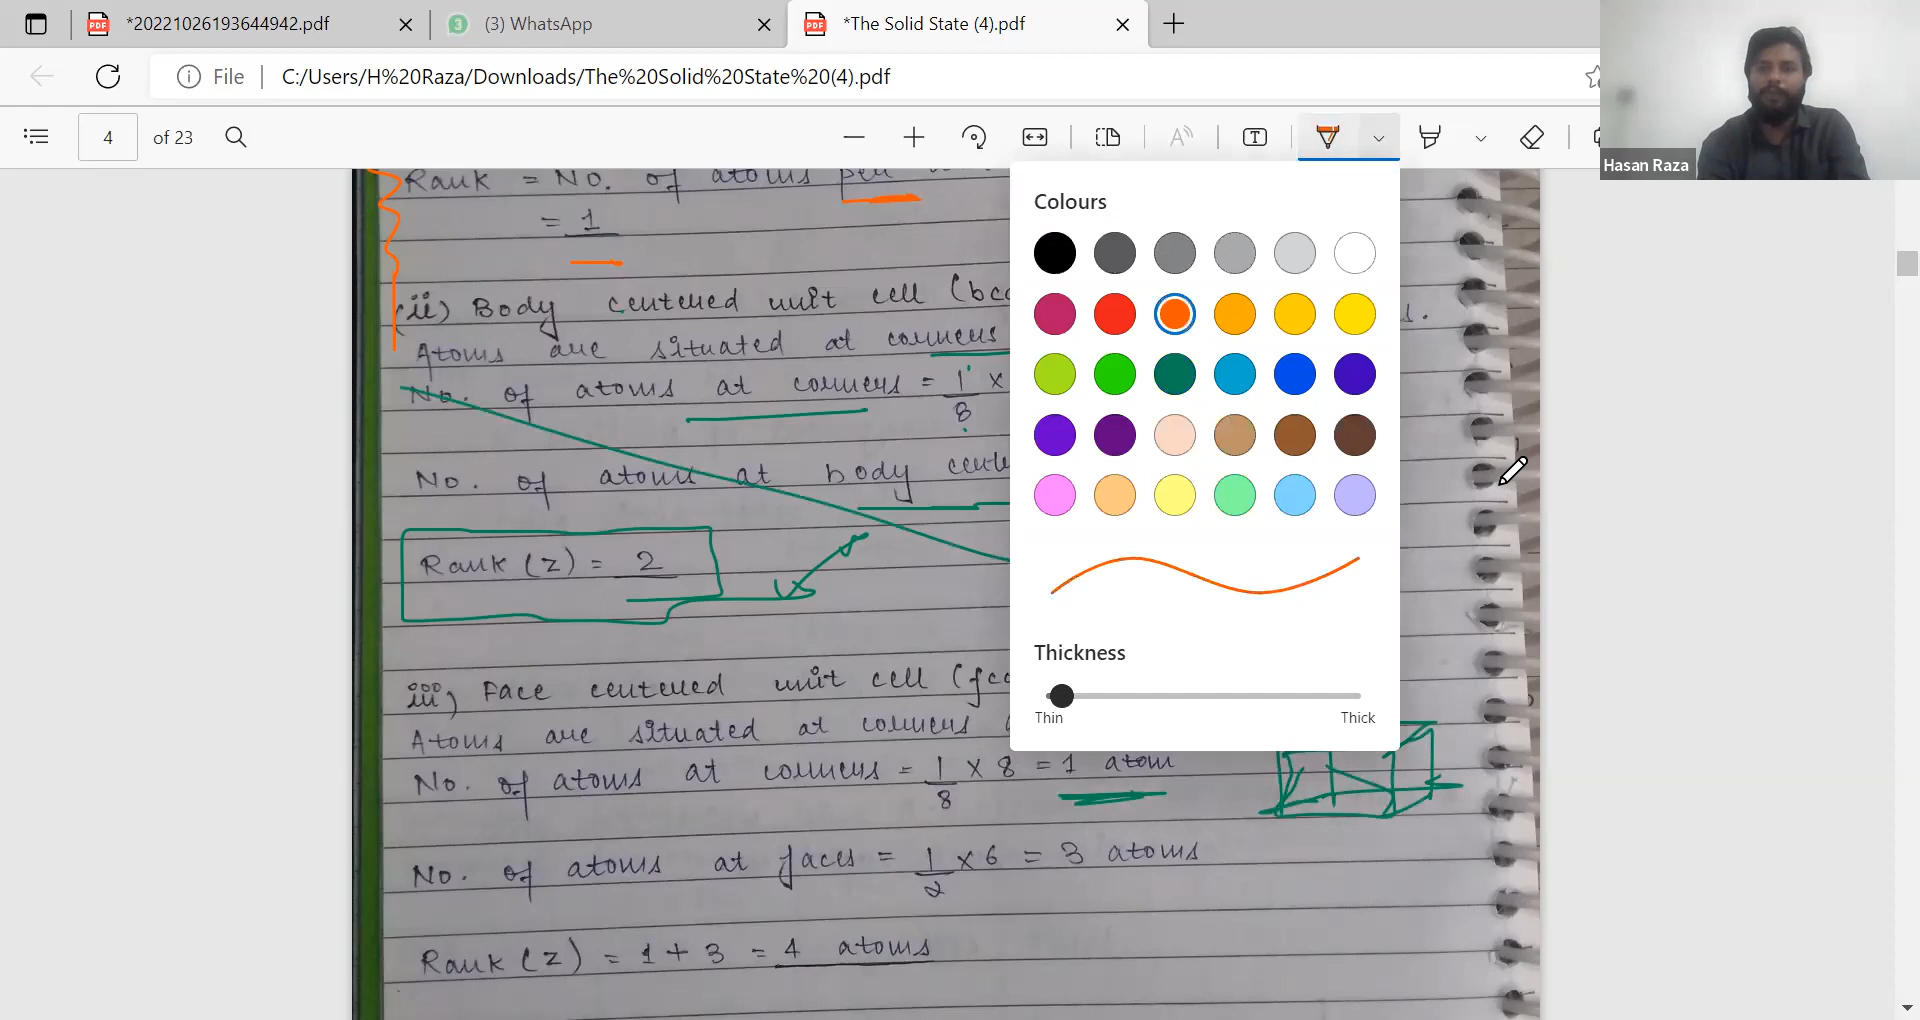 *20221026193644942.pdf
(3) WhatsApp
*The Solid State (4).pdf
File
C:/Users/H%20Raza/Downloads/The%20Solid%20State%20(4).pdf
4 of 23
Hasan Raza
Rank = No. of atoms per
= 1
(ii) Body centered unit cell (bcc
Atoms are situated at corners
No. of atoms at corners = 1/8 ×
No. of atoms at body cente
Rank (z) = 2
iii) Face centered unit cell (fcc
Atoms are situated at corners
No. of atoms at corners = 1/8 × 8 = 1 atom
No. of atoms at faces = 1/2 × 6 = 3 atoms
Rank (z) = 1 + 3 = 4 atoms
Colours
Thickness
Thin Thick